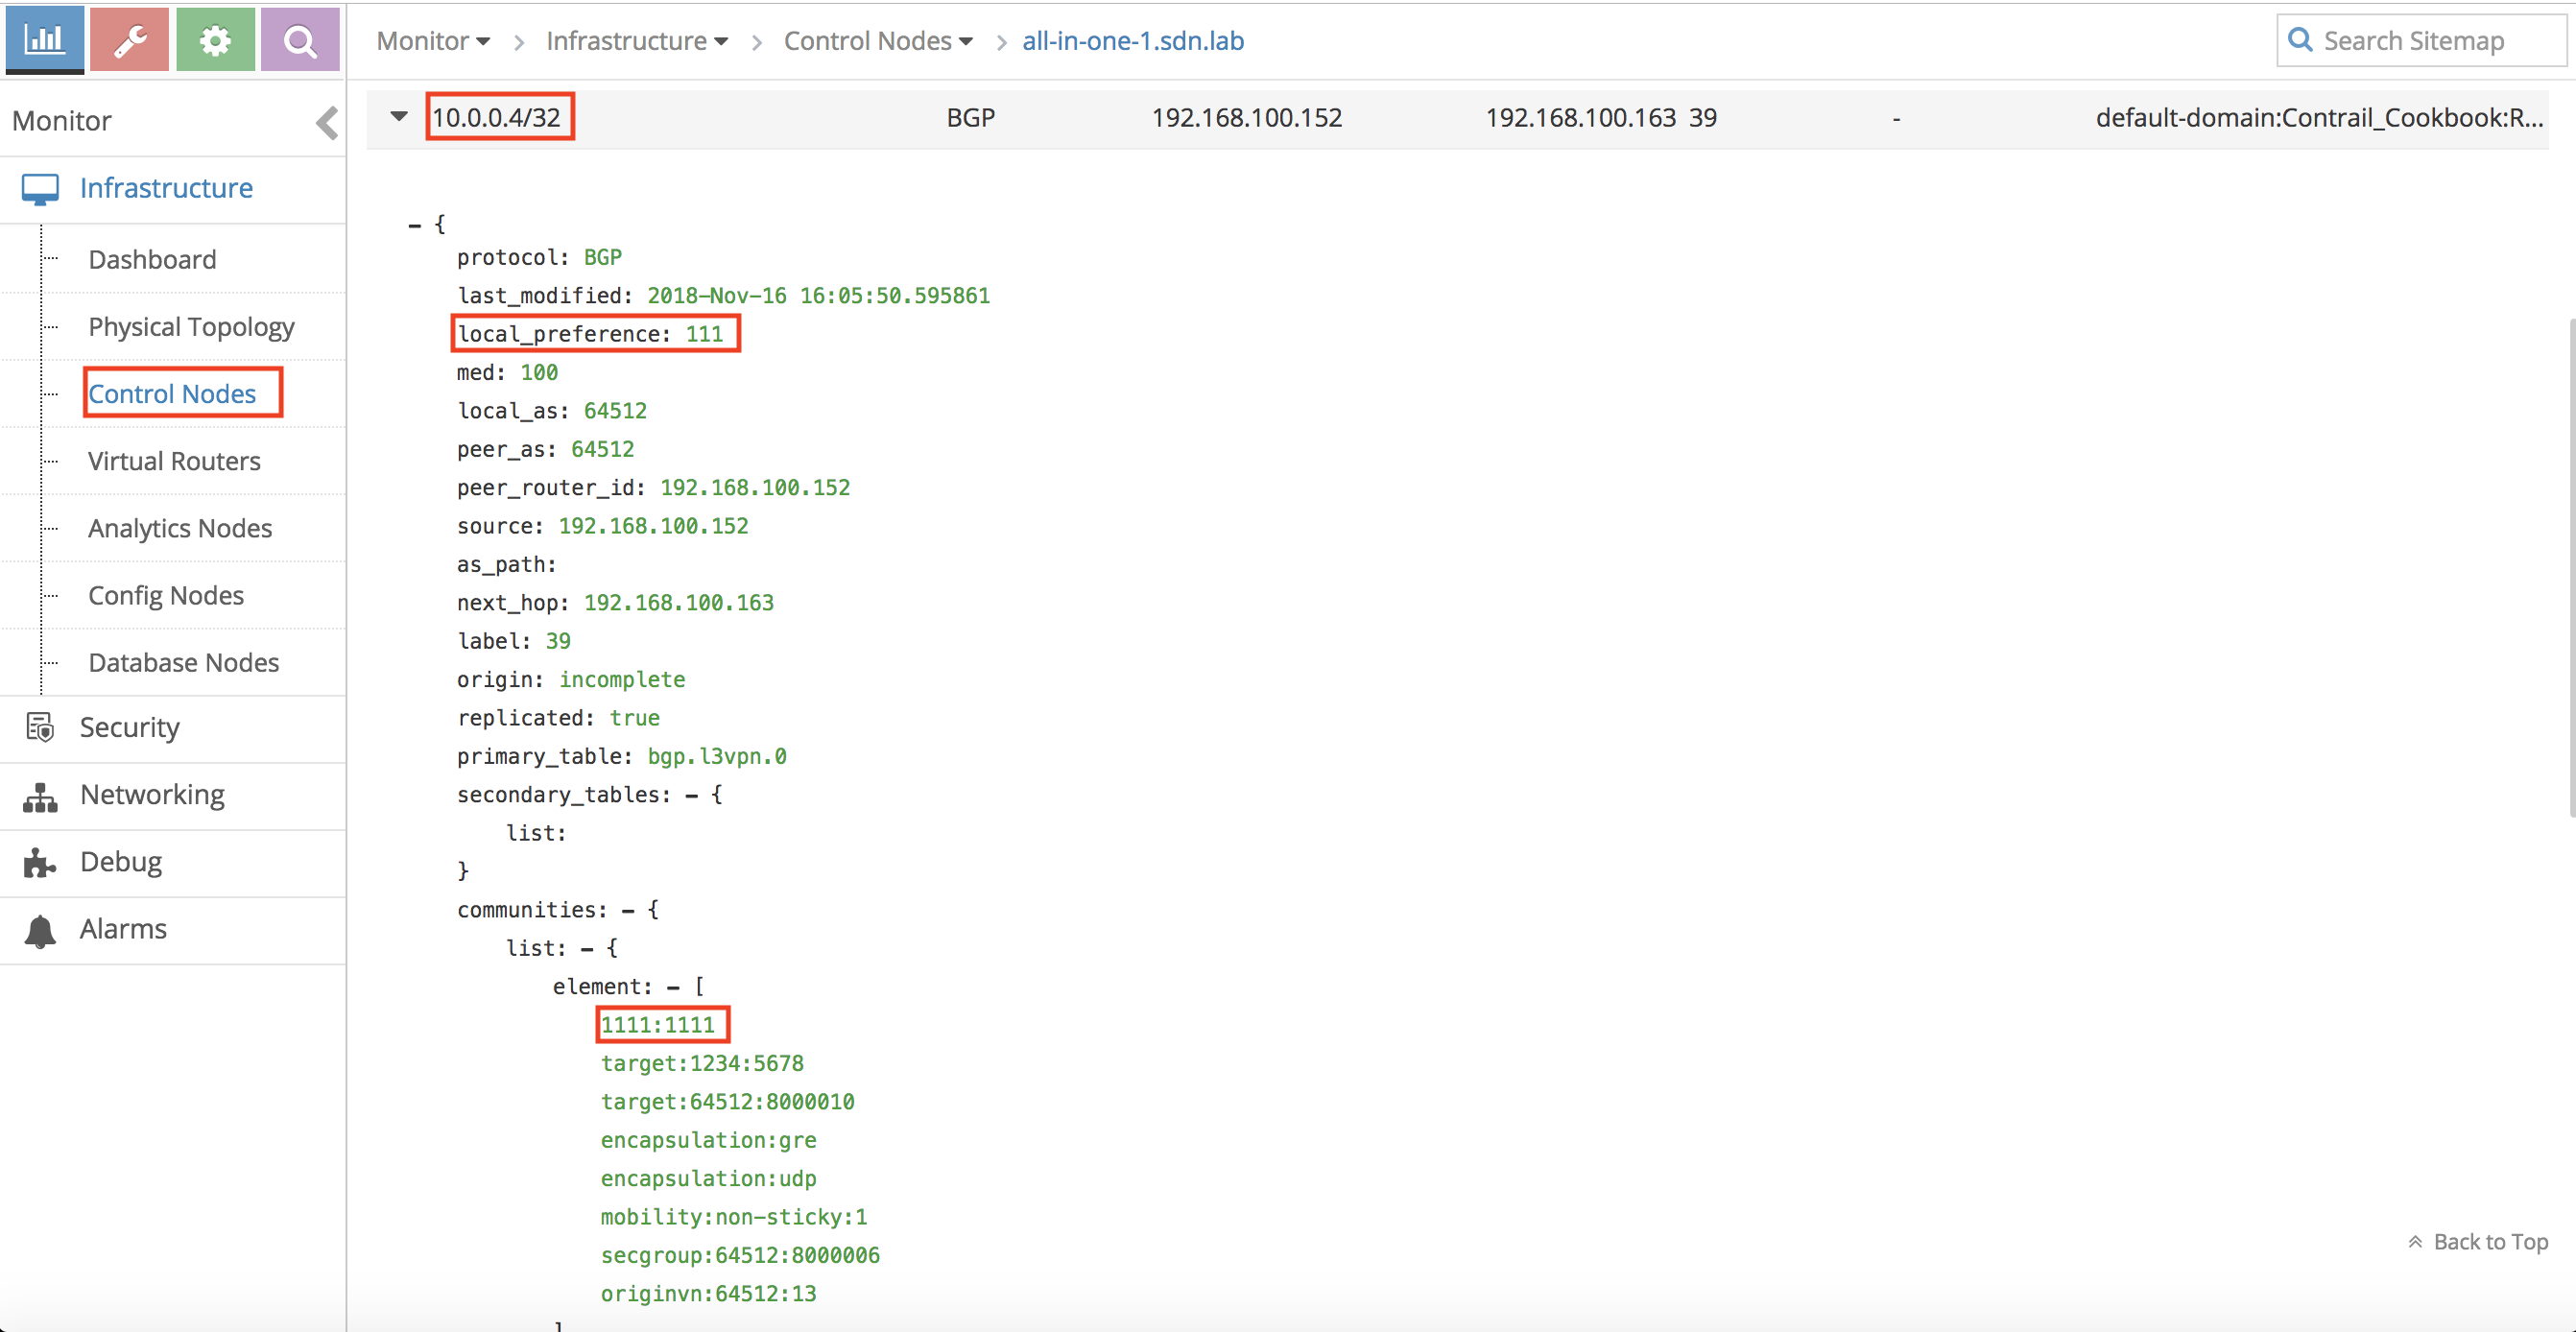 Monitor Infrastructure Control Nodes all-in-one-1.sdn.lab Search Sitemap
Monitor
Infrastructure
Dashboard
Physical Topology
Control Nodes
Virtual Routers
Analytics Nodes
Config Nodes
Database Nodes
Security
Networking
Debug
Alarms
10.0.0.4/32 BGP 192.168.100.152 192.168.100.163 39 - default-domain:Contrail_Cookbook:R...
- {
protocol: BGP
last_modified: 2018-Nov-16 16:05:50.595861
local_preference: 111
med: 100
local_as: 64512
peer_as: 64512
peer_router_id: 192.168.100.152
source: 192.168.100.152
as_path:
next_hop: 192.168.100.163
label: 39
origin: incomplete
replicated: true
primary_table: bgp.l3vpn.0
secondary_tables: - {
list:
}
communities: - {
list: - {
element: - [
1111:1111
target:1234:5678
target:64512:8000010
encapsulation:gre
encapsulation:udp
mobility:non-sticky:1
secgroup:64512:8000006
originvn:64512:13
]
Back to Top